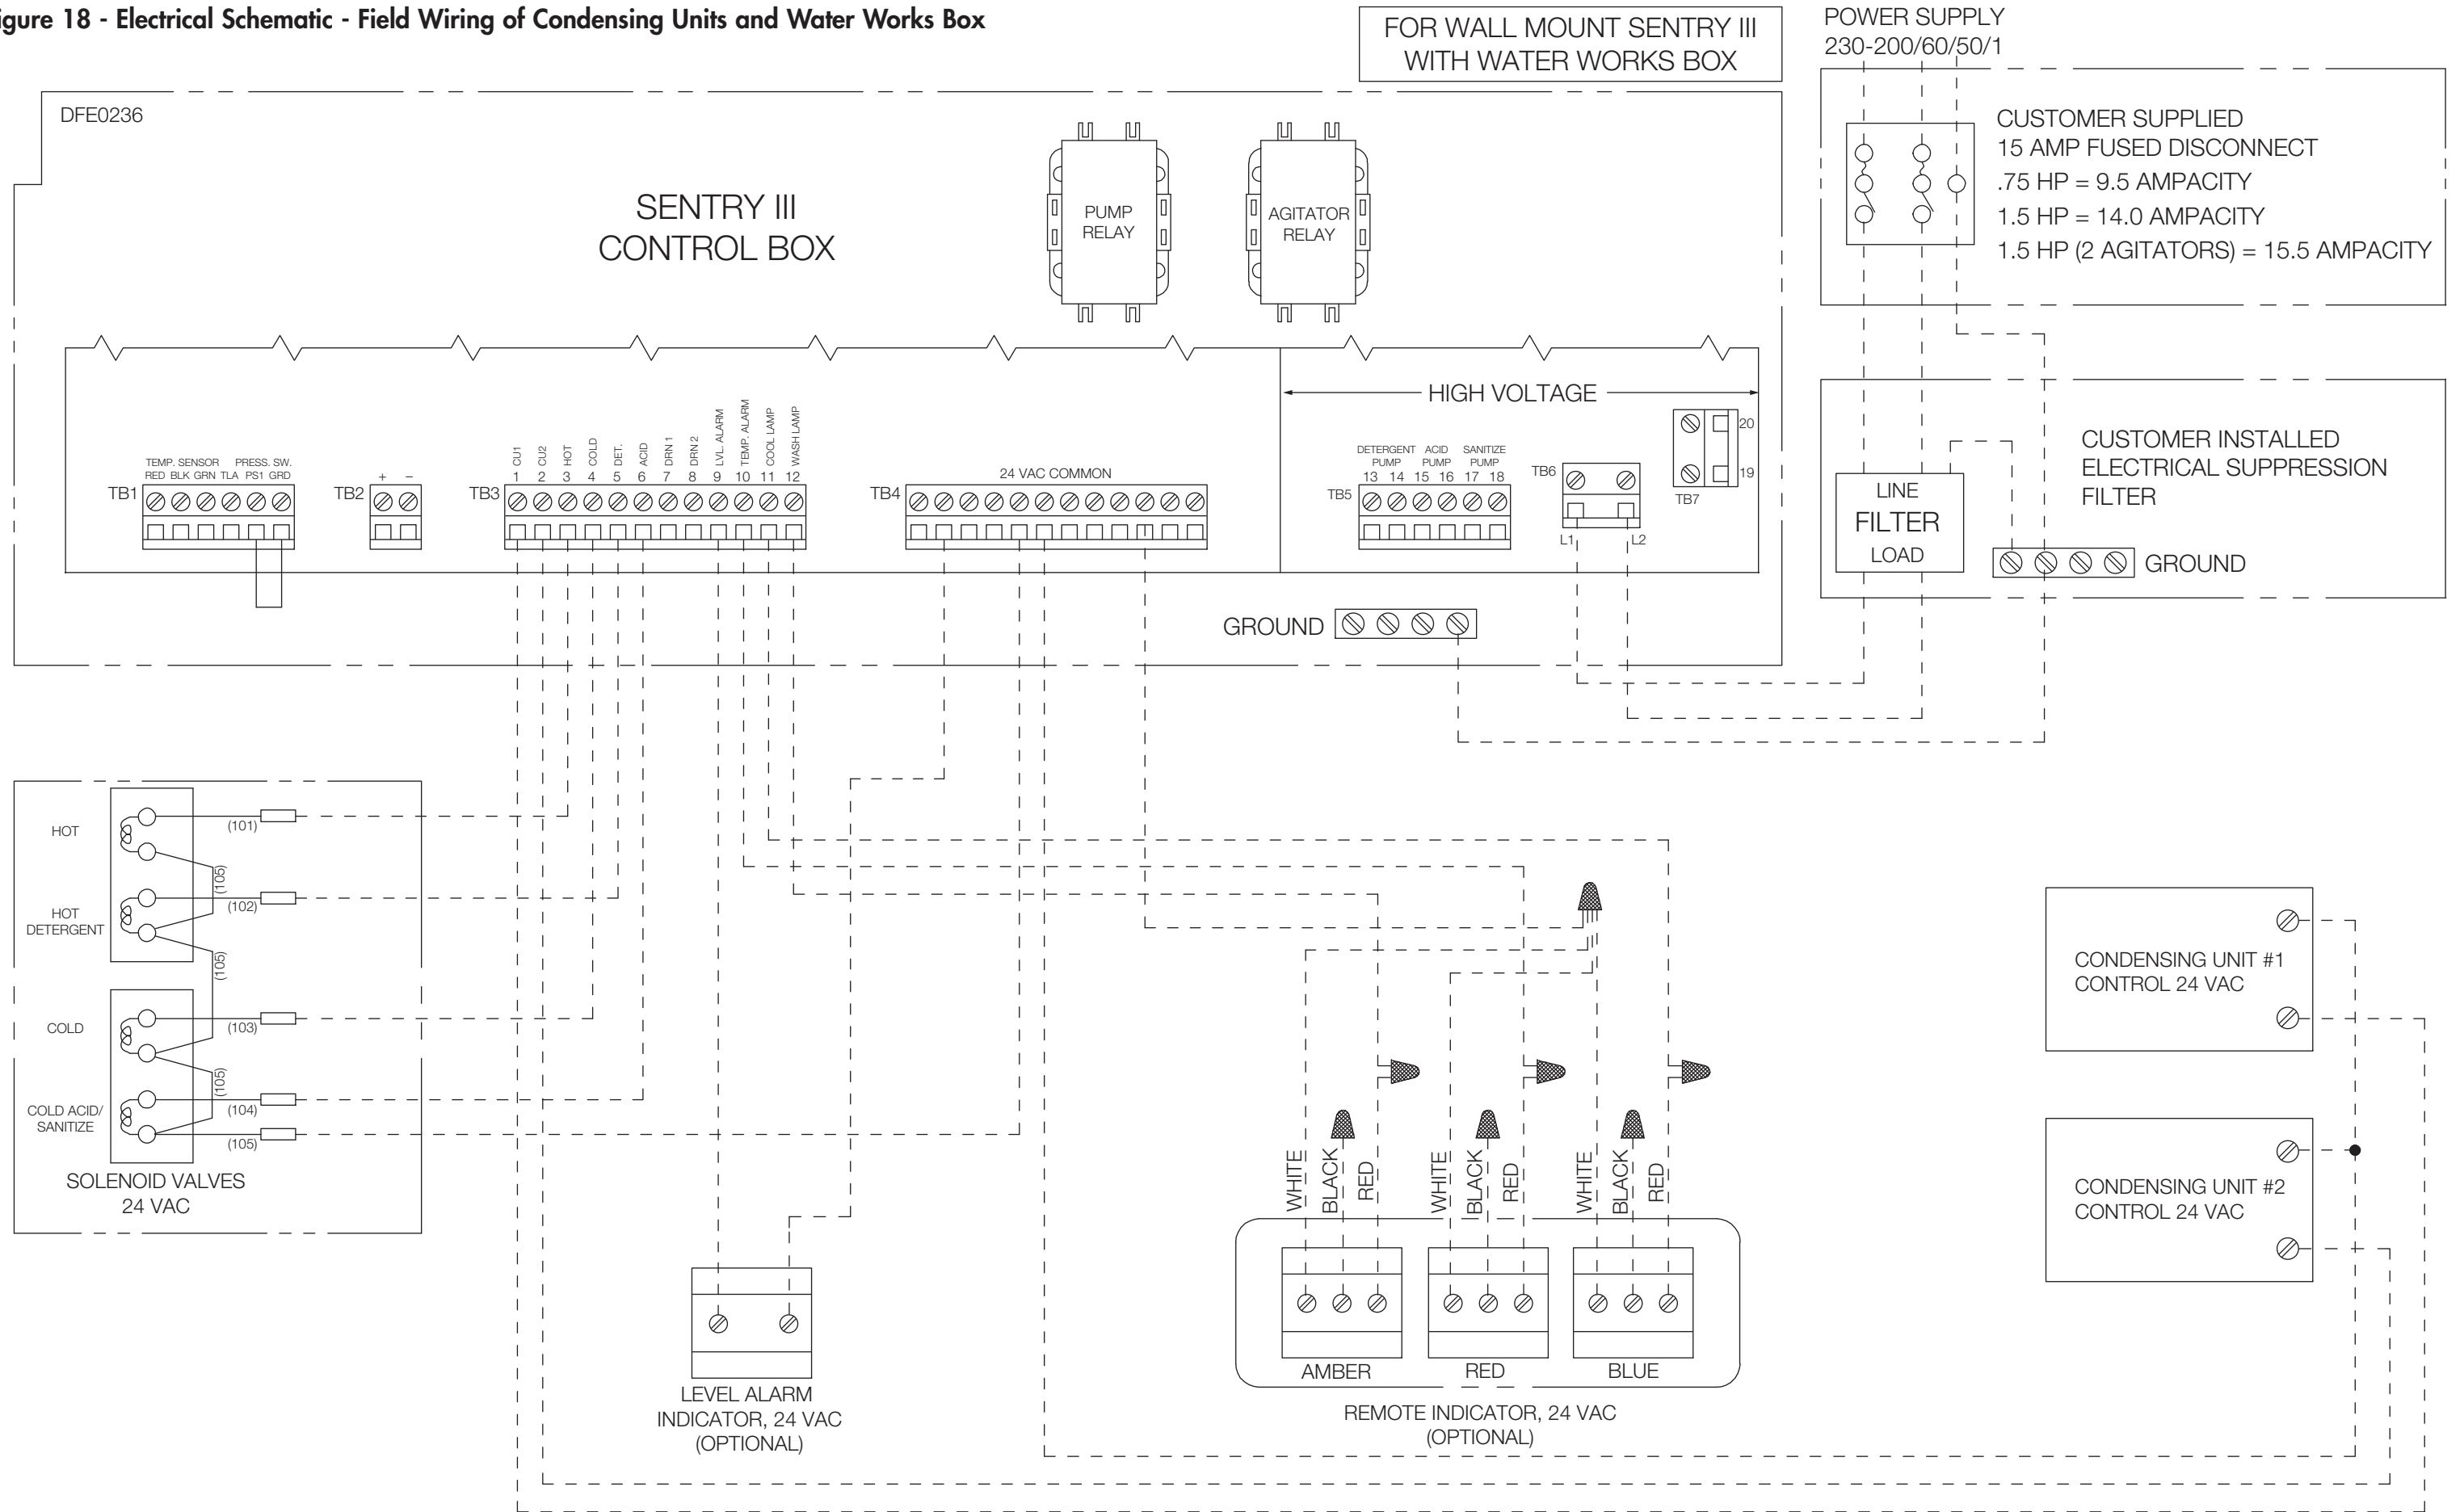 igure 18 - Electrical Schematic - Field Wiring of Condensing Units and Water Works Box
FOR WALL MOUNT SENTRY III
WITH WATER WORKS BOX
POWER SUPPLY
230-200/60/50/1
DFE0236
SENTRY III
CONTROL BOX
PUMP
RELAY
AGITATOR
RELAY
CUSTOMER SUPPLIED
15 AMP FUSED DISCONNECT
.75 HP = 9.5 AMPACITY
1.5 HP = 14.0 AMPACITY
1.5 HP (2 AGITATORS) = 15.5 AMPACITY
HIGH VOLTAGE
TEMP. SENSOR PRESS. SW.
RED BLK GRN TLA PS1 GRD
TB1
+ −
TB2
CU1
CU2
HOT
COLD
DET.
ACID
DRN 1
DRN 2
LVL. ALARM
TEMP. ALARM
COOL LAMP
WASH LAMP
1 2 3 4 5 6 7 8 9 10 11 12
TB3
24 VAC COMMON
TB4
DETERGENT ACID SANITIZE
PUMP PUMP PUMP
13 14 15 16 17 18
TB5
TB6
L1 L2
20
19
TB7
LINE
FILTER
LOAD
CUSTOMER INSTALLED
ELECTRICAL SUPPRESSION
FILTER
GROUND
GROUND
HOT
(101)
(105)
HOT
DETERGENT
(102)
(105)
COLD
(103)
(105)
COLD ACID/
SANITIZE
(104)
(105)
SOLENOID VALVES
24 VAC
LEVEL ALARM
INDICATOR, 24 VAC
(OPTIONAL)
WHITE
BLACK
RED
WHITE
BLACK
RED
WHITE
BLACK
RED
AMBER
RED
BLUE
REMOTE INDICATOR, 24 VAC
(OPTIONAL)
CONDENSING UNIT #1
CONTROL 24 VAC
CONDENSING UNIT #2
CONTROL 24 VAC